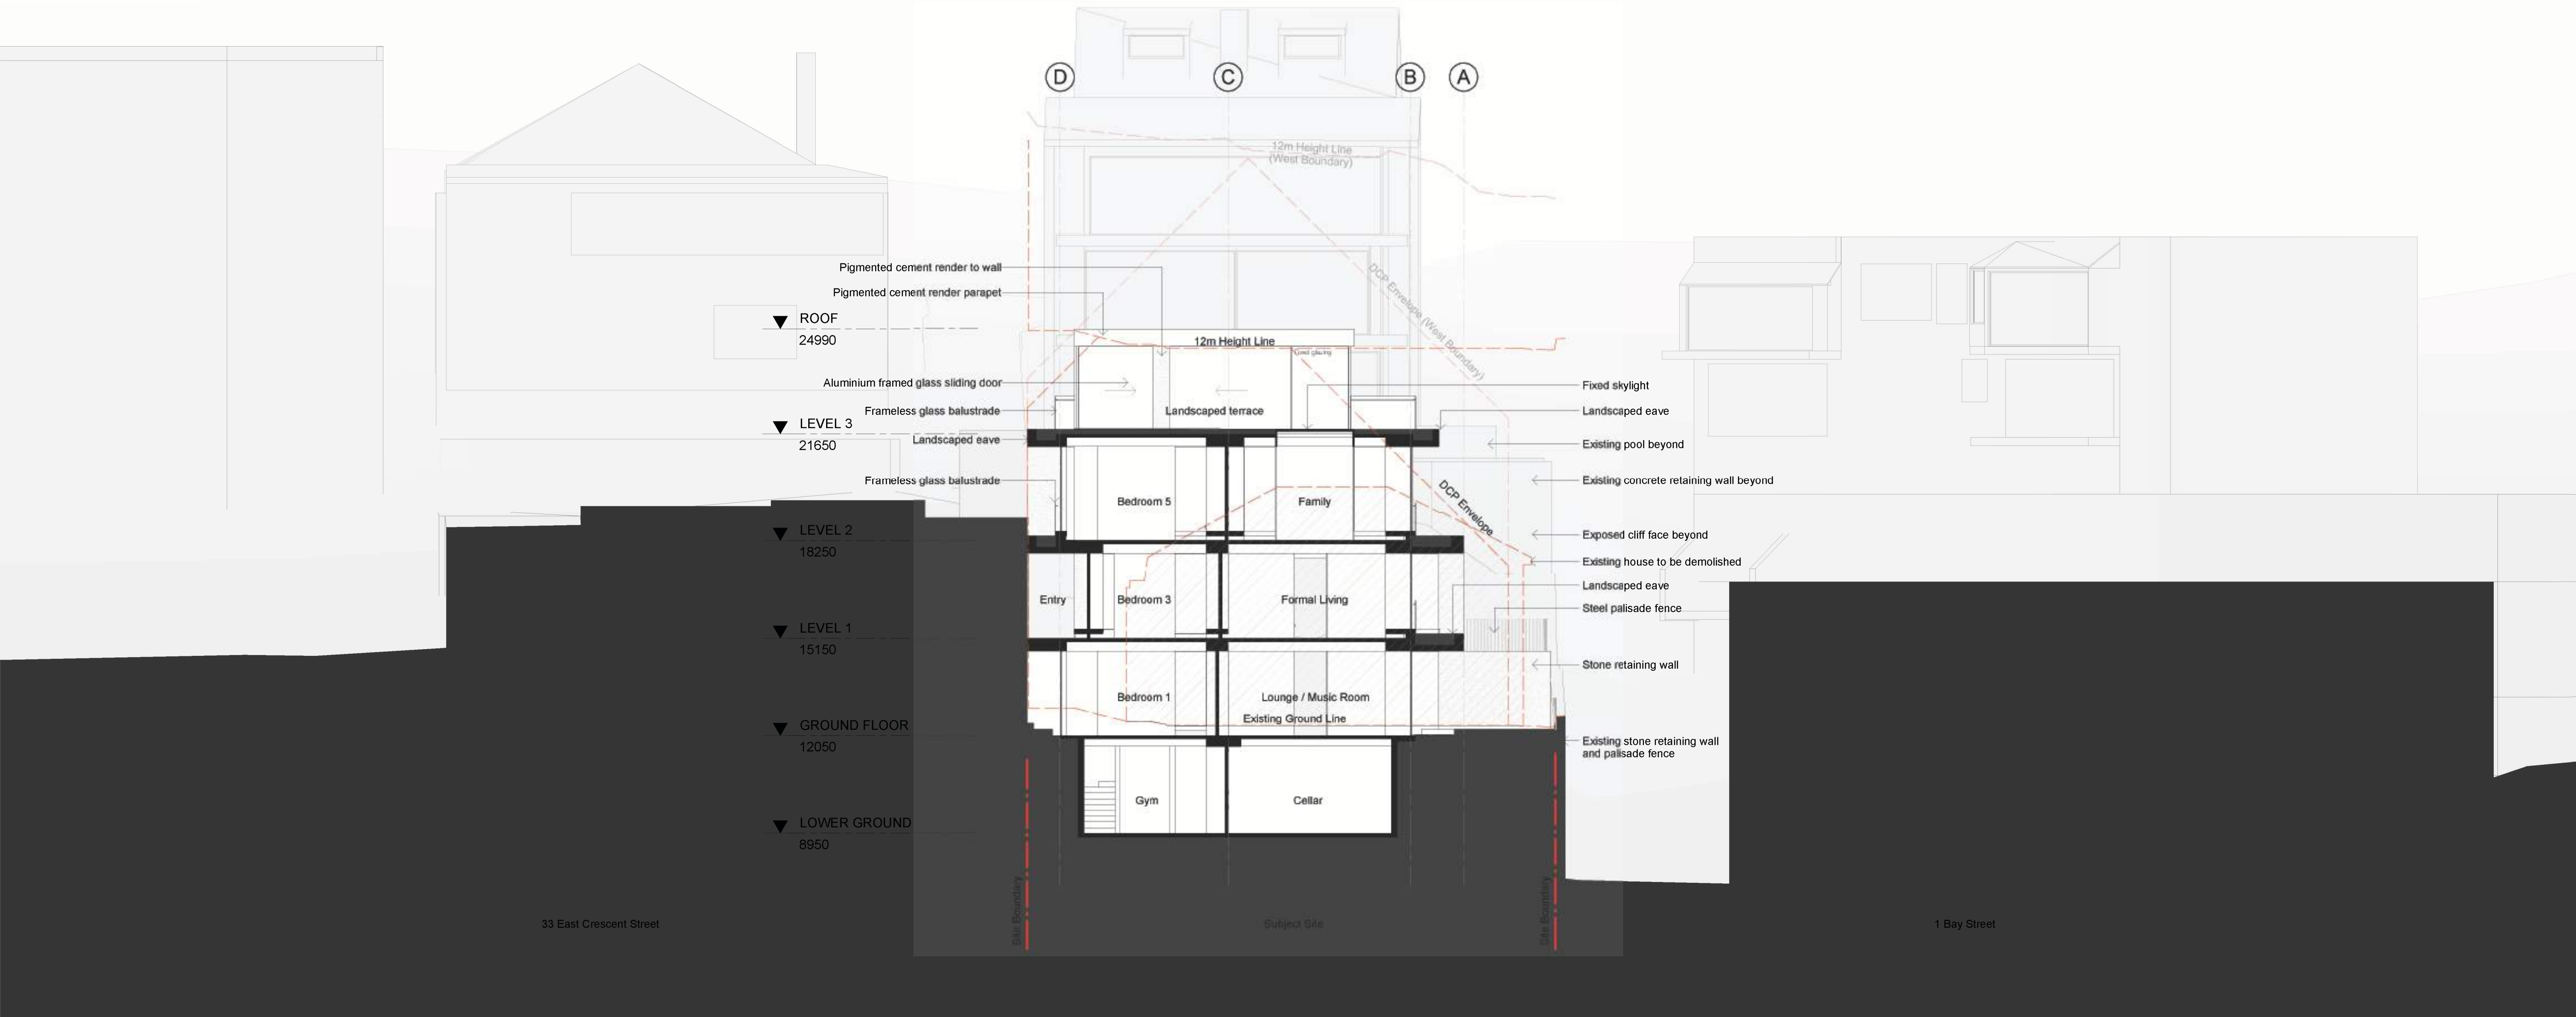 D
C
B
A
12m Height Line
(West Boundary)
Pigmented cement render to wall
Pigmented cement render parapet
DCP Envelope (West Boundary)
ROOF
24990
12m Height Line
Fixed glazing
Aluminium framed glass sliding door
Fixed skylight
Frameless glass balustrade
Landscaped terrace
Landscaped eave
LEVEL 3
21650
Landscaped eave
Existing pool beyond
Frameless glass balustrade
Existing concrete retaining wall beyond
Bedroom 5
Family
DCP Envelope
LEVEL 2
18250
Exposed cliff face beyond
Existing house to be demolished
Landscaped eave
Entry
Bedroom 3
Formal Living
Steel palisade fence
LEVEL 1
15150
Stone retaining wall
Bedroom 1
Lounge / Music Room
Existing Ground Line
GROUND FLOOR
12050
Existing stone retaining wall
and palisade fence
Gym
Cellar
LOWER GROUND
8950
Site Boundary
Site Boundary
33 East Crescent Street
Subject Site
1 Bay Street